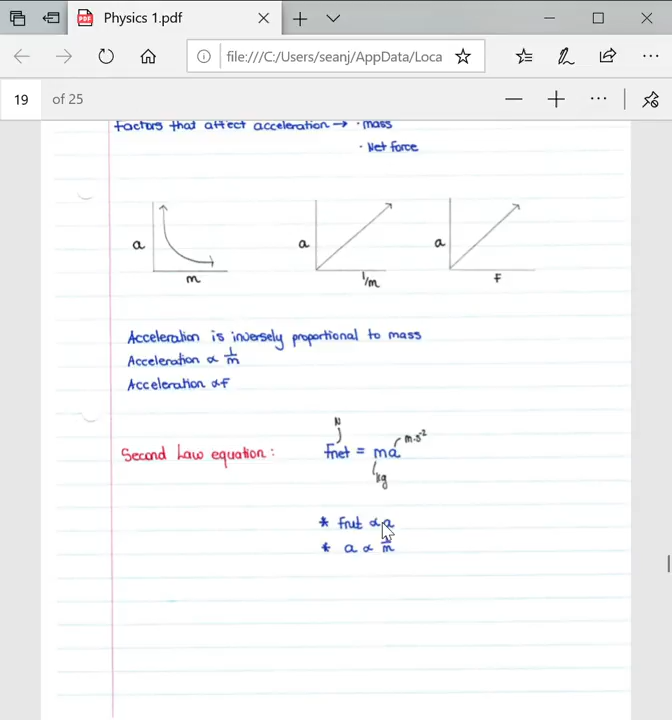 Physics 1.pdf
file:///C:/Users/seanj/AppData/Loca
19 of 25
Factors that affect acceleration → · mass
· Net force
a
m
a
1/m
a
F
Acceleration is inversely proportional to mass
Acceleration ∝ 1/m
Acceleration ∝F
N
m·s⁻²
Second Law equation: Fnet = ma
kg
* Fnet ∝ a
* a ∝ 1/m